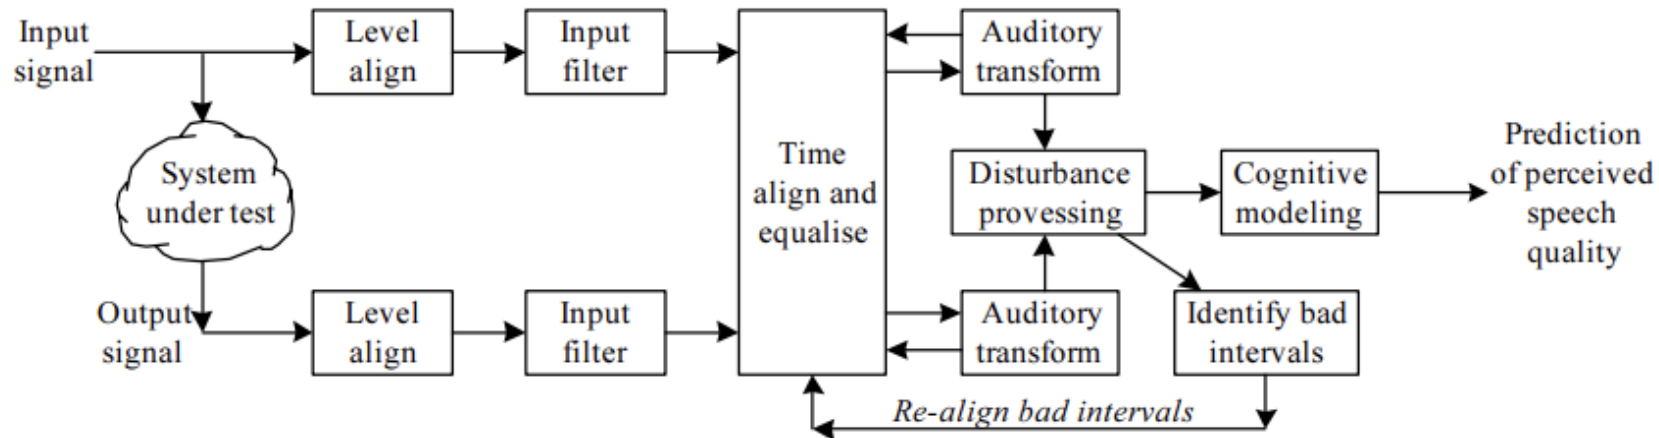 Input
signal
Level
align
Input
filter
Auditory
transform
System
under test
Time
align and
equalise
Disturbance
provessing
Cognitive
modeling
Prediction
of perceived
speech
quality
Output
signal
Level
align
Input
filter
Auditory
transform
Identify bad
intervals
Re-align bad intervals